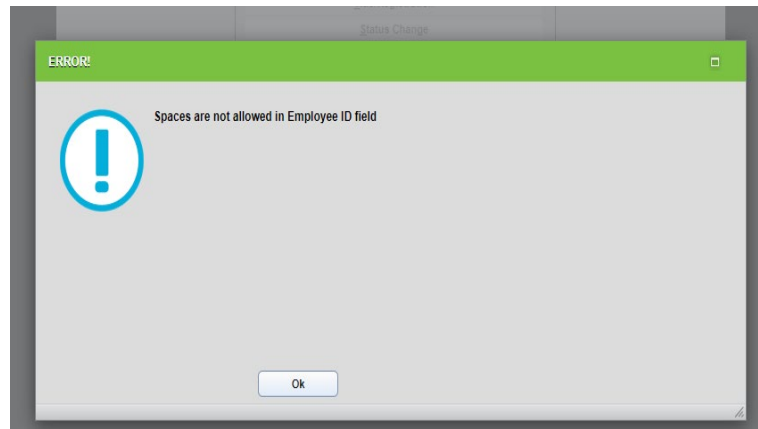 Status Change
ERROR!
Spaces are not allowed in Employee ID field
Ok